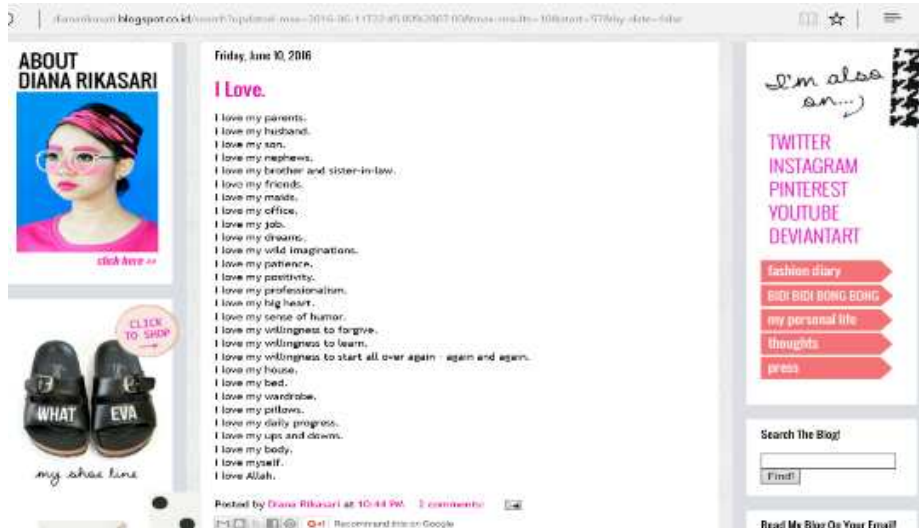 ABOUT
DIANA RIKASARI
click here >>
CLICK
TO SHOP
WHAT EVA
my shoe line
Friday, June 10, 2016
I Love.
I love my parents.
I love my husband.
I love my son.
I love my nephews.
I love my brother and sister-in-law.
I love my friends.
I love my maids.
I love my office.
I love my job.
I love my dreams.
I love my wild imaginations.
I love my patience.
I love my positivity.
I love my professionalism.
I love my big heart.
I love my sense of humor.
I love my willingness to forgive.
I love my willingness to learn.
I love my willingness to start all over again - again and again.
I love my house.
I love my bed.
I love my wardrobe.
I love my pillows.
I love my daily progress.
I love my ups and downs.
I love my body.
I love myself.
I love Allah.
Posted by Diana Rikasari at 10:44 PM 2 comments:
Recommend this on Google
I'm also
on...
TWITTER
INSTAGRAM
PINTEREST
YOUTUBE
DEVIANTART
fashion diary
BIDI BIDI BONG BONG
my personal life
thoughts
press
Search The Blog!
Find!
Read My Blog On Your Email!